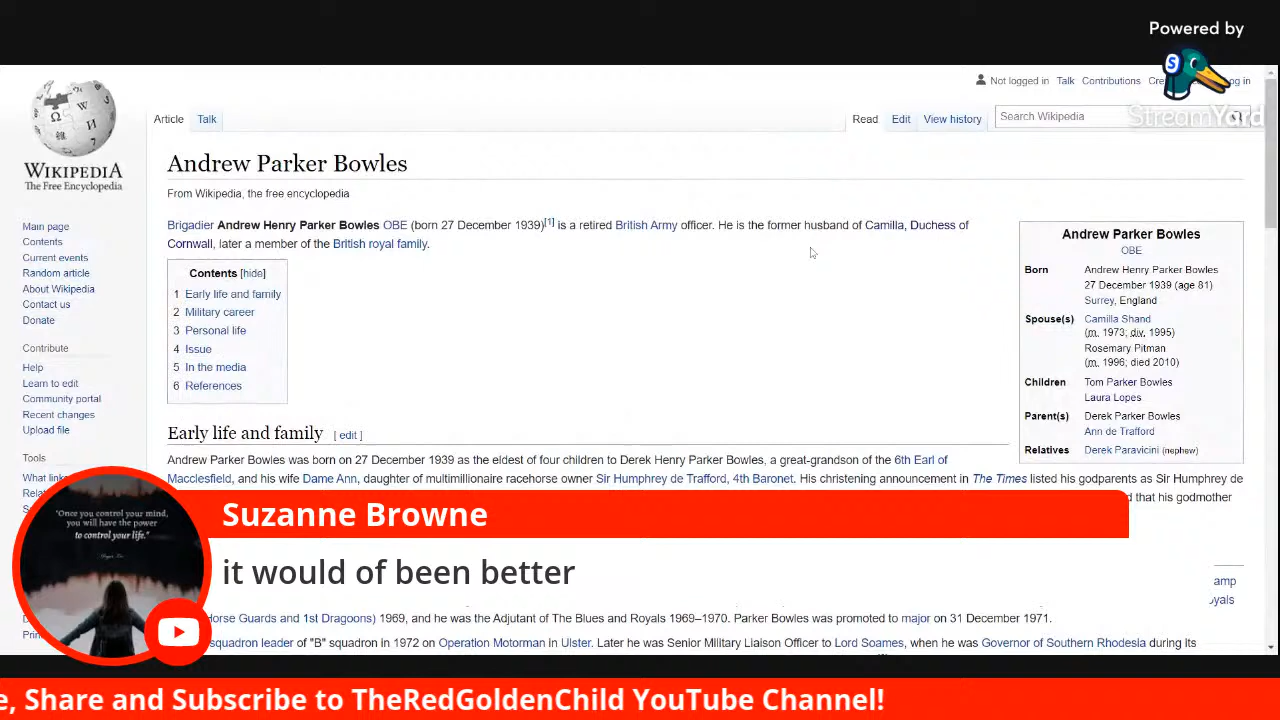 Powered by
StreamYard
Not logged in Talk Contributions
Article Talk Read Edit View history Search Wikipedia
WIKIPEDIA
The Free Encyclopedia
Main page
Contents
Current events
Random article
About Wikipedia
Contact us
Donate
Contribute
Help
Learn to edit
Community portal
Recent changes
Upload file
Tools
Andrew Parker Bowles
From Wikipedia, the free encyclopedia
Brigadier Andrew Henry Parker Bowles OBE (born 27 December 1939)[1] is a retired British Army officer. He is the former husband of Camilla, Duchess of
Cornwall, later a member of the British royal family.
Contents [hide]
1 Early life and family
2 Military career
3 Personal life
4 Issue
5 In the media
6 References
Andrew Parker Bowles
OBE
Born Andrew Henry Parker Bowles
27 December 1939 (age 81)
Surrey, England
Spouse(s) Camilla Shand
(m. 1973; div. 1995)
Rosemary Pitman
(m. 1996; died 2010)
Children Tom Parker Bowles
Laura Lopes
Parent(s) Derek Parker Bowles
Ann de Trafford
Relatives Derek Paravicini (nephew)
Early life and family [ edit ]
Andrew Parker Bowles was born on 27 December 1939 as the eldest of four children to Derek Henry Parker Bowles, a great-grandson of the 6th Earl of
Macclesfield, and his wife Dame Ann, daughter of multimillionaire racehorse owner Sir Humphrey de Trafford, 4th Baronet. His christening announcement in The Times listed his godparents as Sir Humphrey de
d that his godmother
"Once you control your mind,
you will have the power
to control your life."
Suzanne Browne
it would of been better
Horse Guards and 1st Dragoons) 1969, and he was the Adjutant of The Blues and Royals 1969–1970. Parker Bowles was promoted to major on 31 December 1971.
squadron leader of "B" squadron in 1972 on Operation Motorman in Ulster. Later he was Senior Military Liaison Officer to Lord Soames, when he was Governor of Southern Rhodesia during its
e, Share and Subscribe to TheRedGoldenChild YouTube Channel!